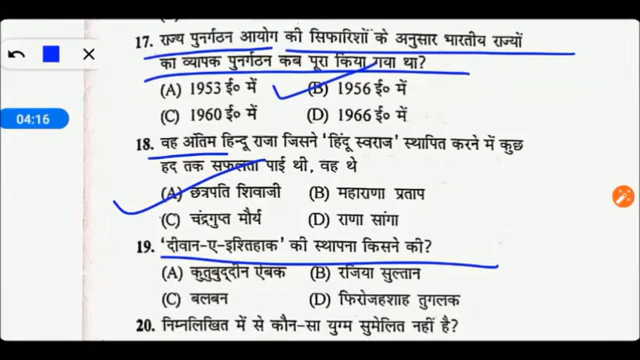 17. राज्य पुनर्गठन आयोग की सिफारिशों के अनुसार भारतीय राज्यों
का व्यापक पुनर्गठन कब पूरा किया गया था?
(A) 1953 ई० में (B) 1956 ई० में
(C) 1960 ई० में (D) 1966 ई० में
04:16
18. वह अंतिम हिन्दू राजा जिसने 'हिंदू स्वराज' स्थापित करने में कुछ
हद तक सफलता पाई थी, वह थे
(A) छत्रपति शिवाजी (B) महाराणा प्रताप
(C) चंद्रगुप्त मौर्य (D) राणा सांगा
19. 'दीवान-ए-इश्तिहाक' की स्थापना किसने की?
(A) कुतुबुद्दीन ऐबक (B) रजिया सुल्तान
(C) बलबन (D) फिरोजहशाह तुगलक
20. निम्नलिखित में से कौन-सा युग्म सुमेलित नहीं है?